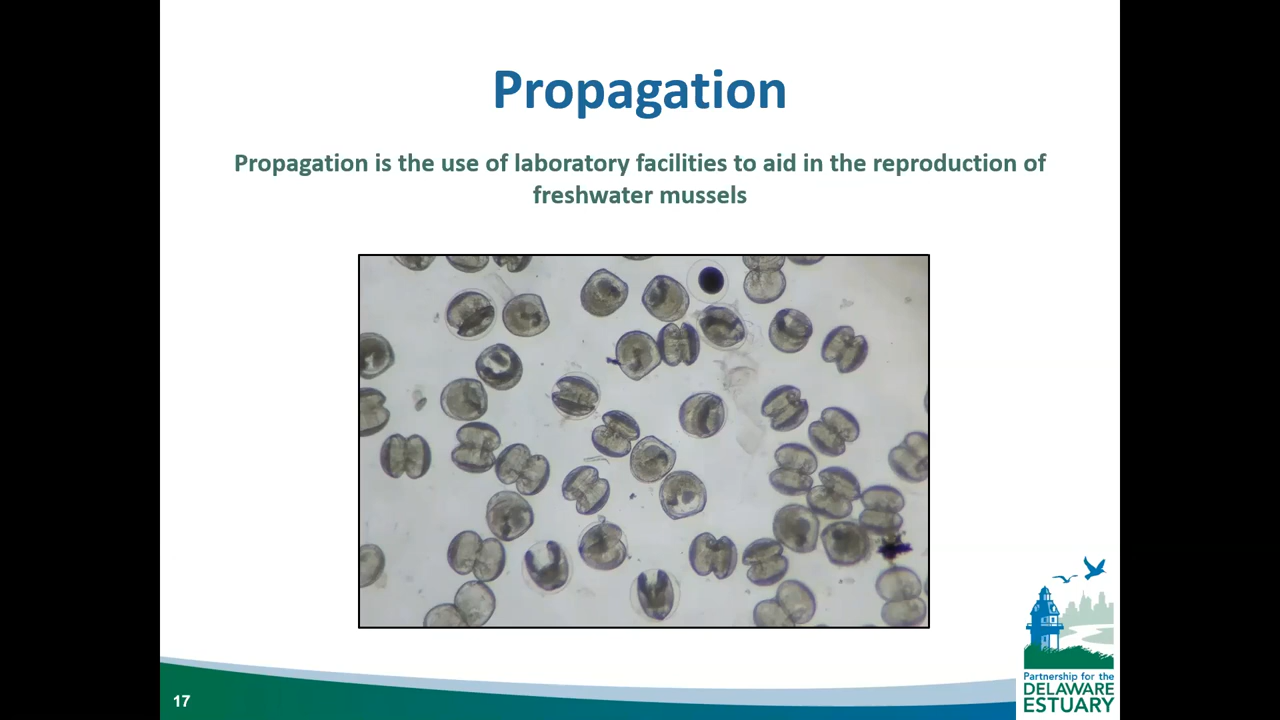 Propagation
Propagation is the use of laboratory facilities to aid in the reproduction of
freshwater mussels
17
Partnership for the
DELAWARE
ESTUARY